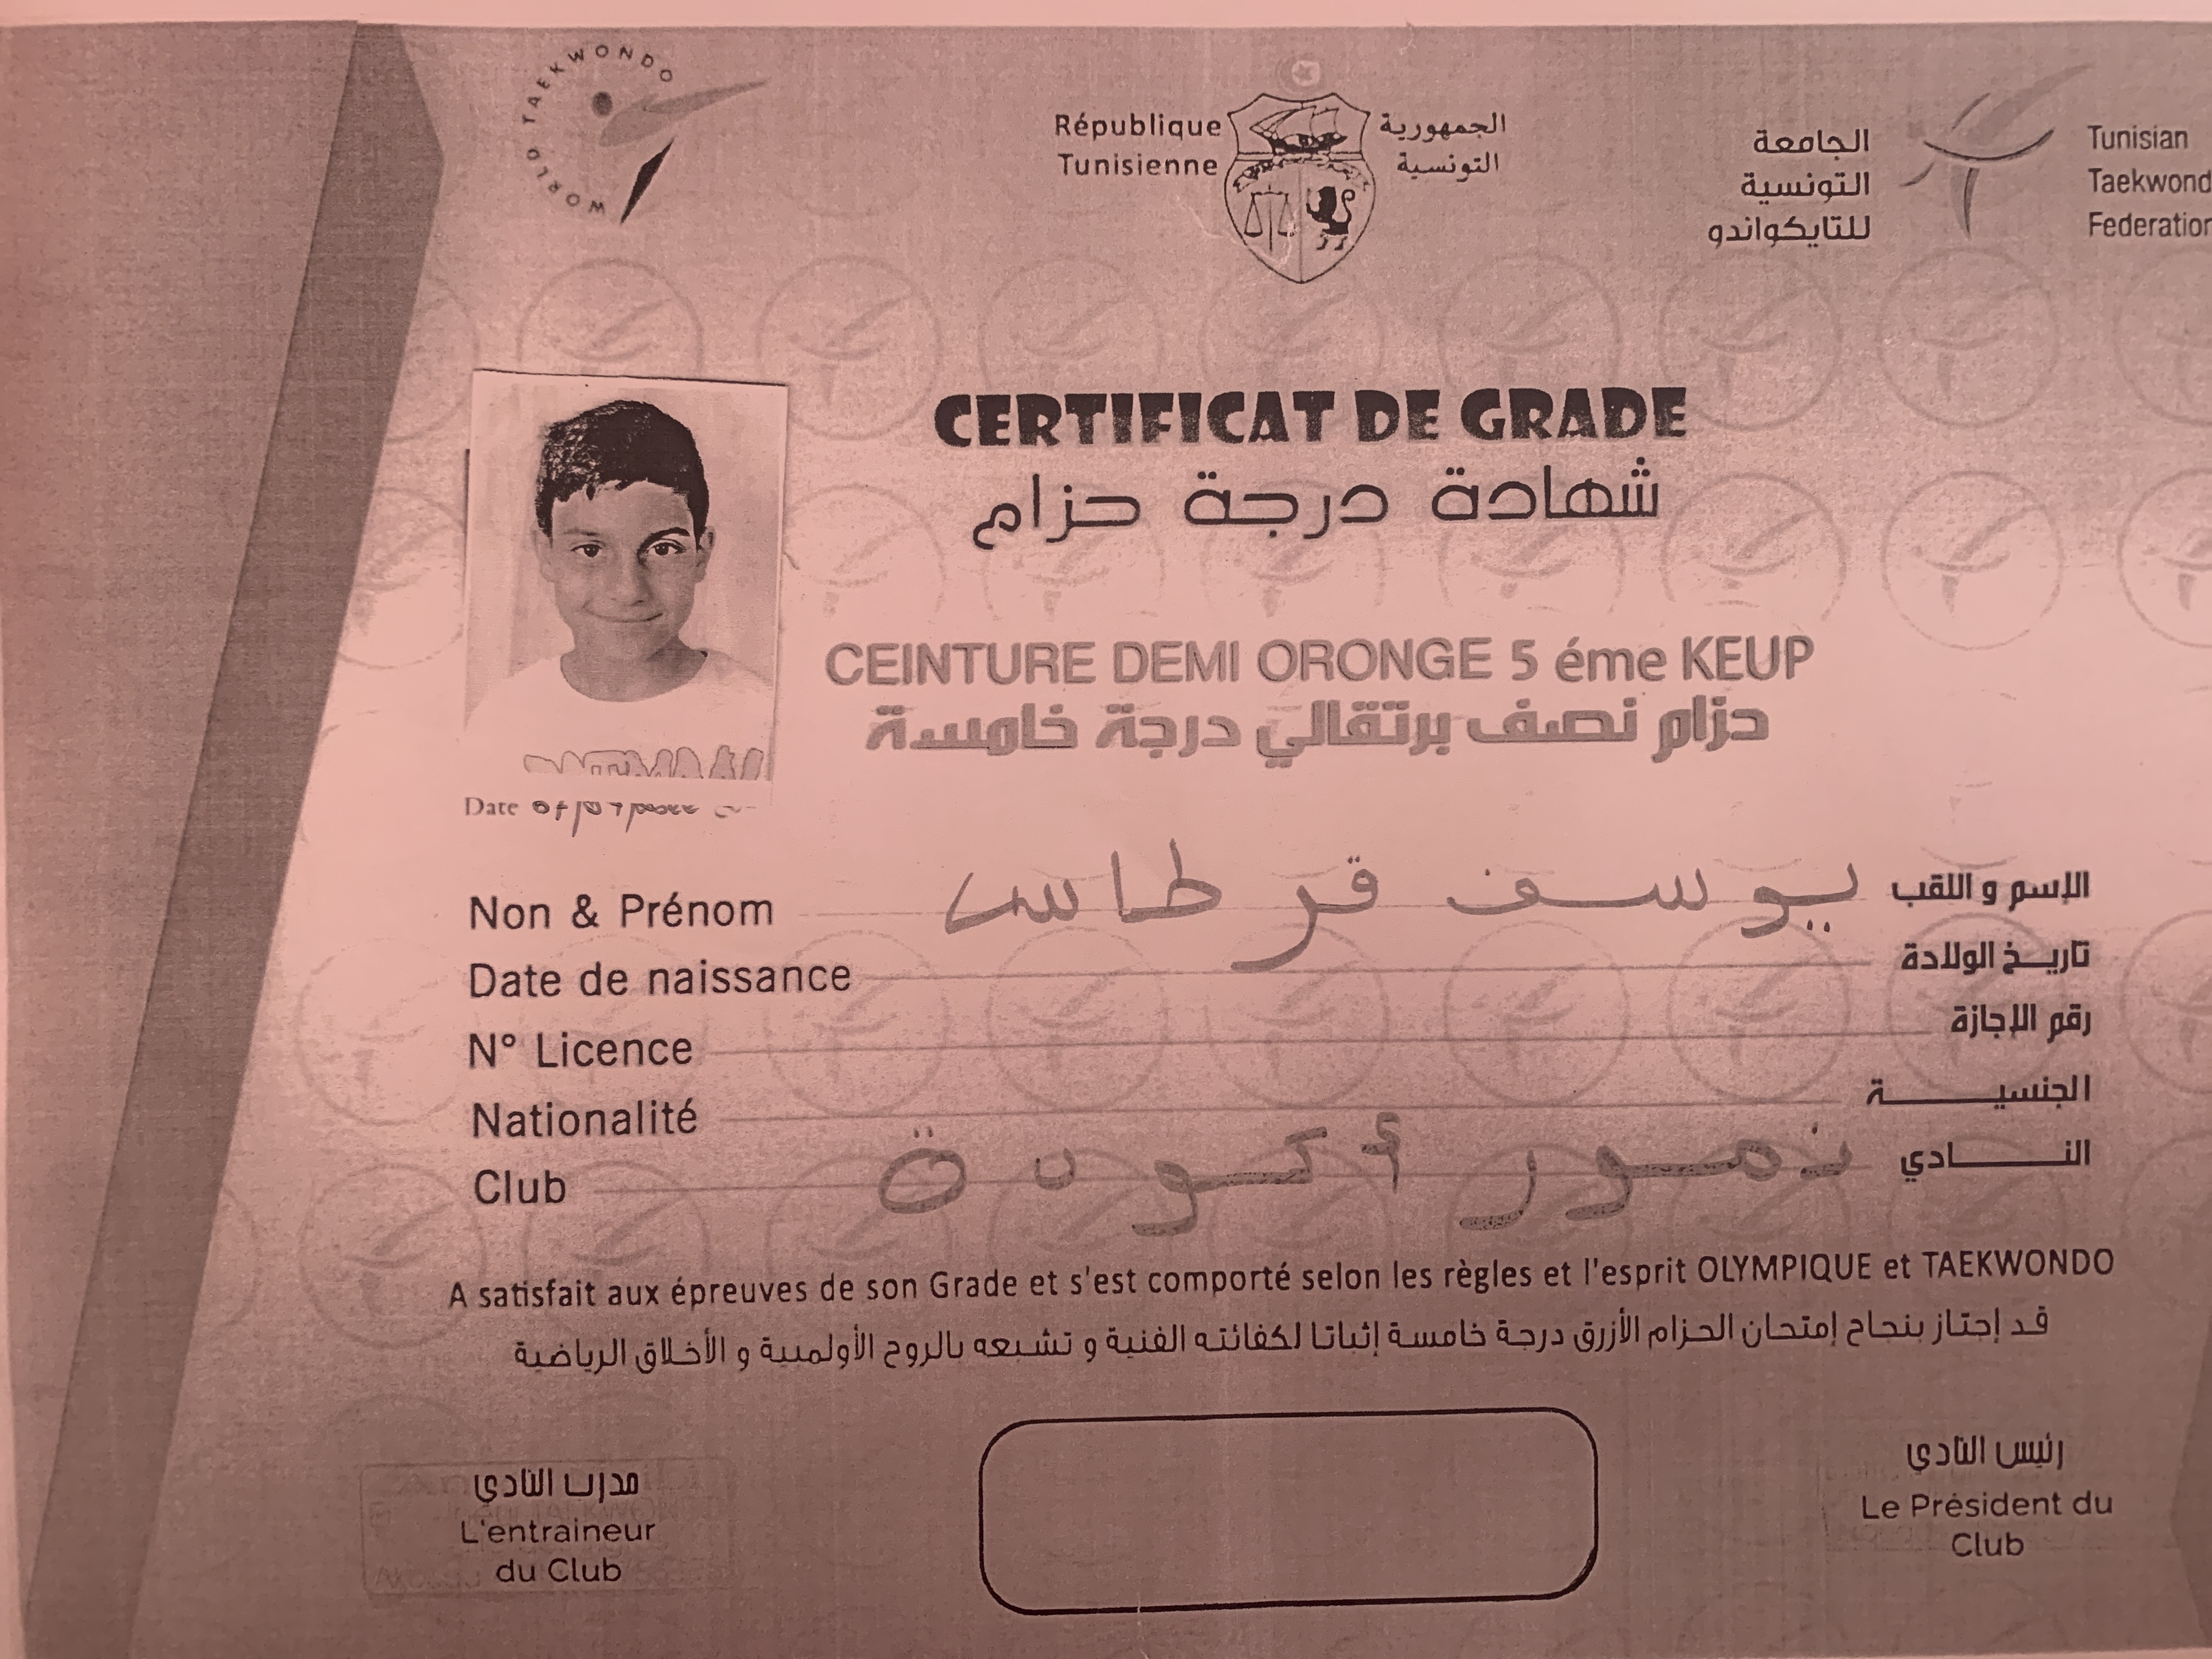 WORLD TAEKWONDO
République
Tunisienne
الجمهورية
التونسية
الجامعة
التونسية
للتايكواندو
Tunisian
Taekwond
Federation
CERTIFICAT DE GRADE
شهادة درجة حزام
CEINTURE DEMI ORONGE 5 éme KEUP
حزام نصف برتقالي درجة خامسة
Date
Non & Prénom يوسف قرطاس الإسم و اللقب
Date de naissance تاريخ الولادة
N° Licence رقم الإجازة
Nationalité الجنسية
Club نمور أكودة النادي
A satisfait aux épreuves de son Grade et s'est comporté selon les règles et l'esprit OLYMPIQUE et TAEKWONDO
قد إجتاز بنجاح إمتحان الحزام الأزرق درجة خامسة إثباتا لكفائته الفنية و تشبعه بالروح الأولمبية و الأخلاق الرياضية
مدرب النادي
L'entraineur
du Club
رئيس النادي
Le Président du
Club